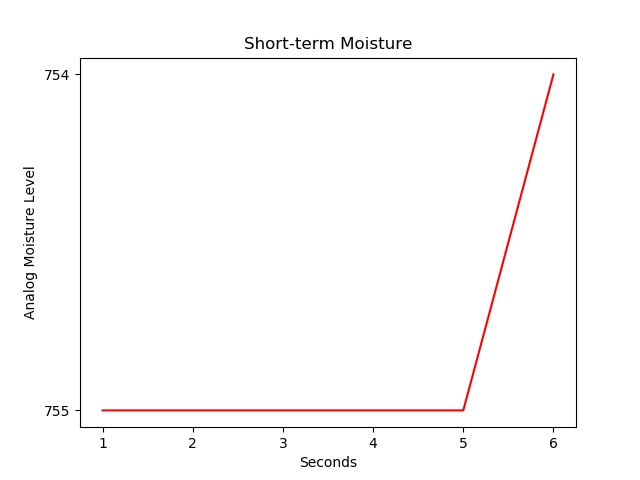 Short-term Moisture
754
Analog Moisture Level
755
1 2 3 4 5 6
Seconds